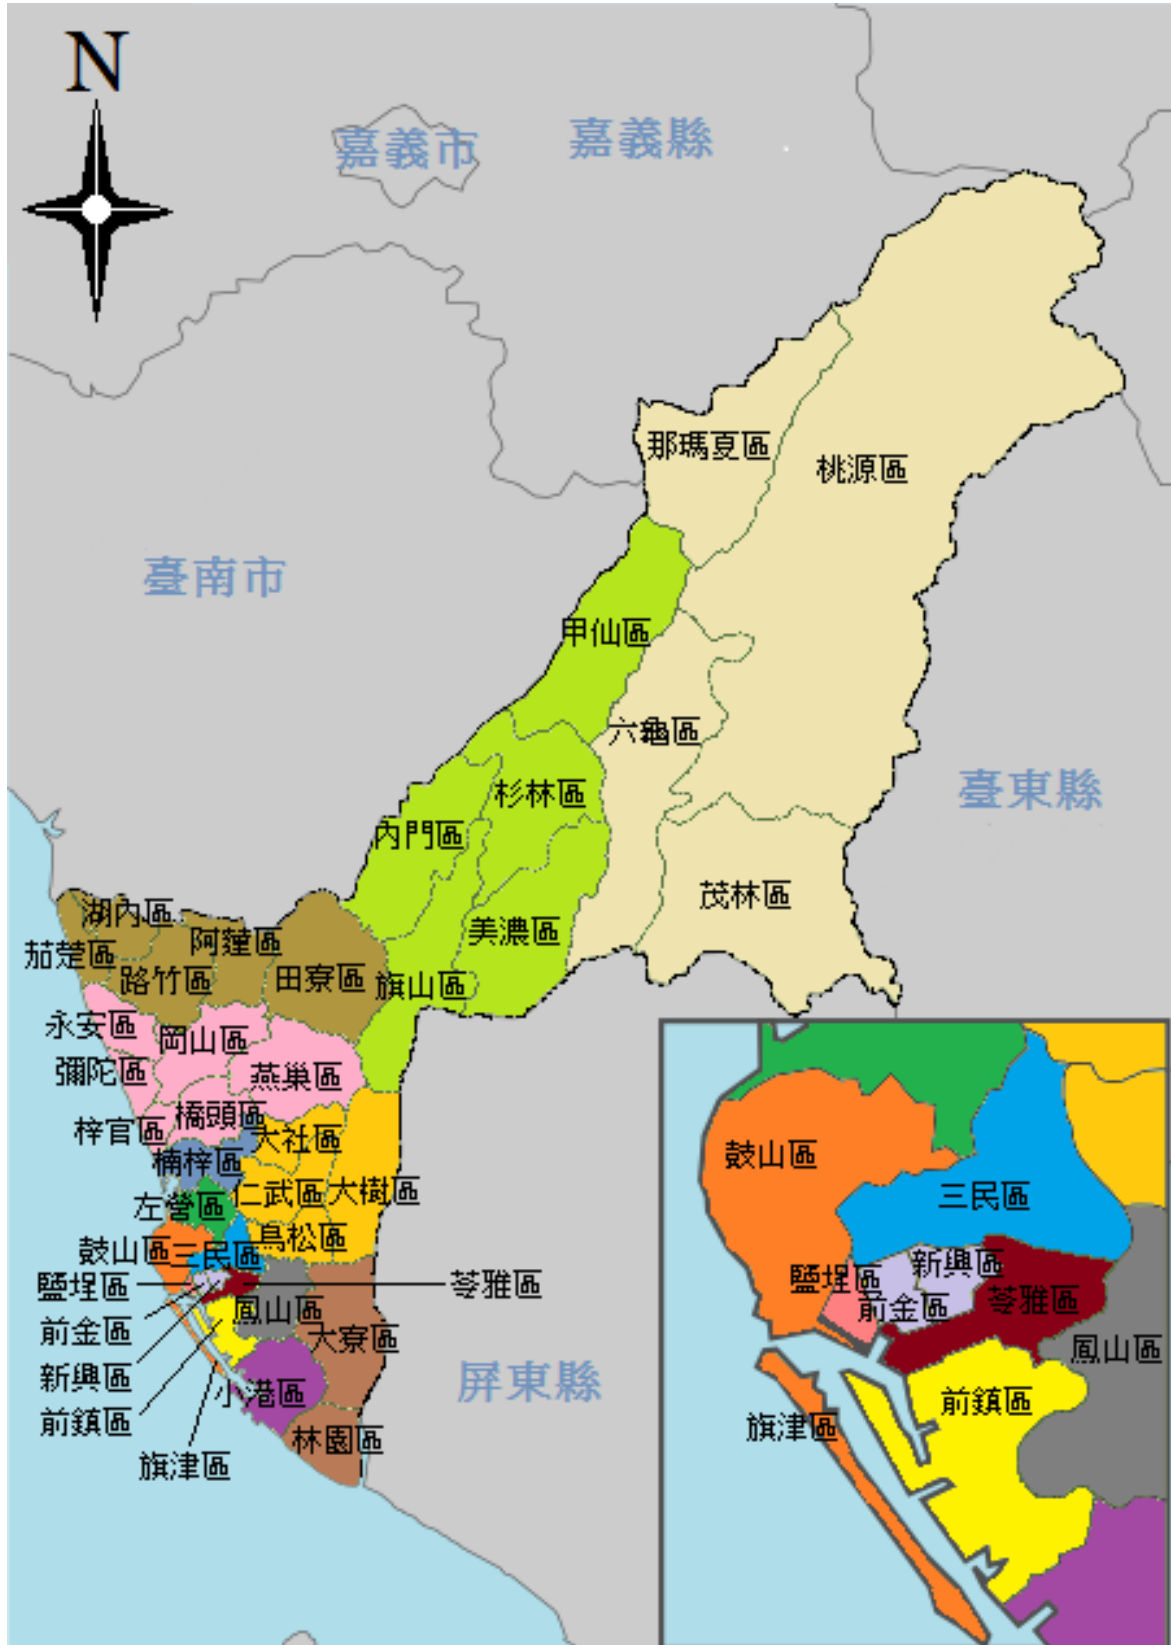 N
嘉義市
嘉義縣
那瑪夏區
桃源區
臺南市
甲仙區
六龜區
臺東縣
杉林區
內門區
茂林區
湖內區
美濃區
阿蓮區
茄萣區
路竹區
田寮區
旗山區
永安區
岡山區
彌陀區
燕巢區
橋頭區
梓官區
大社區
楠梓區
仁武區
大樹區
左營區
鳥松區
鼓山區
三民區
鹽埕區
苓雅區
鳳山區
前金區
大寮區
新興區
屏東縣
小港區
前鎮區
林園區
旗津區
鼓山區
三民區
新興區
鹽埕區
前金區
苓雅區
鳳山區
前鎮區
旗津區